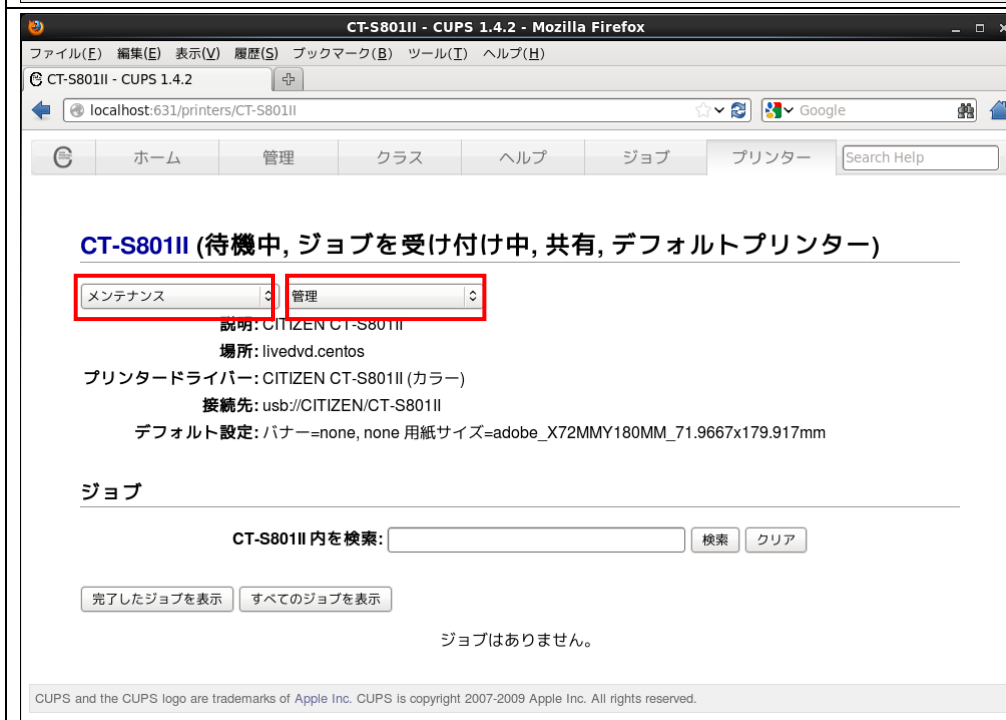 CT-S801II - CUPS 1.4.2 - Mozilla Firefox
ファイル(F) 編集(E) 表示(V) 履歴(S) ブックマーク(B) ツール(T) ヘルプ(H)
CT-S801II - CUPS 1.4.2
localhost:631/printers/CT-S801II Google
ホーム 管理 クラス ヘルプ ジョブ プリンター Search Help
CT-S801II (待機中, ジョブを受け付け中, 共有, デフォルトプリンター)
メンテナンス 管理
説明: CITIZEN CT-S801II
場所: livedvd.centos
プリンタードライバー: CITIZEN CT-S801II (カラー)
接続先: usb://CITIZEN/CT-S801II
デフォルト設定: バナー=none, none 用紙サイズ=adobe_X72MMY180MM_71.9667x179.917mm
ジョブ
CT-S801II 内を検索: 検索 クリア
完了したジョブを表示 すべてのジョブを表示
ジョブはありません。
CUPS and the CUPS logo are trademarks of Apple Inc. CUPS is copyright 2007-2009 Apple Inc. All rights reserved.